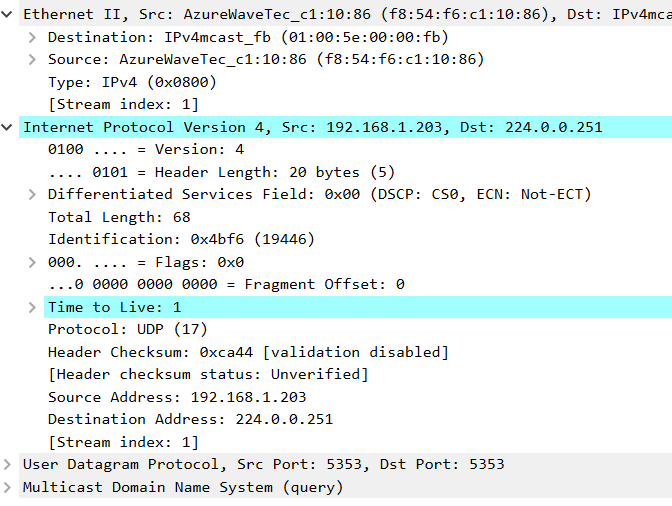 Ethernet II, Src: AzureWaveTec_c1:10:86 (f8:54:f6:c1:10:86), Dst: IPv4mca
Destination: IPv4mcast_fb (01:00:5e:00:00:fb)
Source: AzureWaveTec_c1:10:86 (f8:54:f6:c1:10:86)
Type: IPv4 (0x0800)
[Stream index: 1]
Internet Protocol Version 4, Src: 192.168.1.203, Dst: 224.0.0.251
0100 .... = Version: 4
.... 0101 = Header Length: 20 bytes (5)
Differentiated Services Field: 0x00 (DSCP: CS0, ECN: Not-ECT)
Total Length: 68
Identification: 0x4bf6 (19446)
000. .... = Flags: 0x0
...0 0000 0000 0000 = Fragment Offset: 0
Time to Live: 1
Protocol: UDP (17)
Header Checksum: 0xca44 [validation disabled]
[Header checksum status: Unverified]
Source Address: 192.168.1.203
Destination Address: 224.0.0.251
[Stream index: 1]
User Datagram Protocol, Src Port: 5353, Dst Port: 5353
Multicast Domain Name System (query)